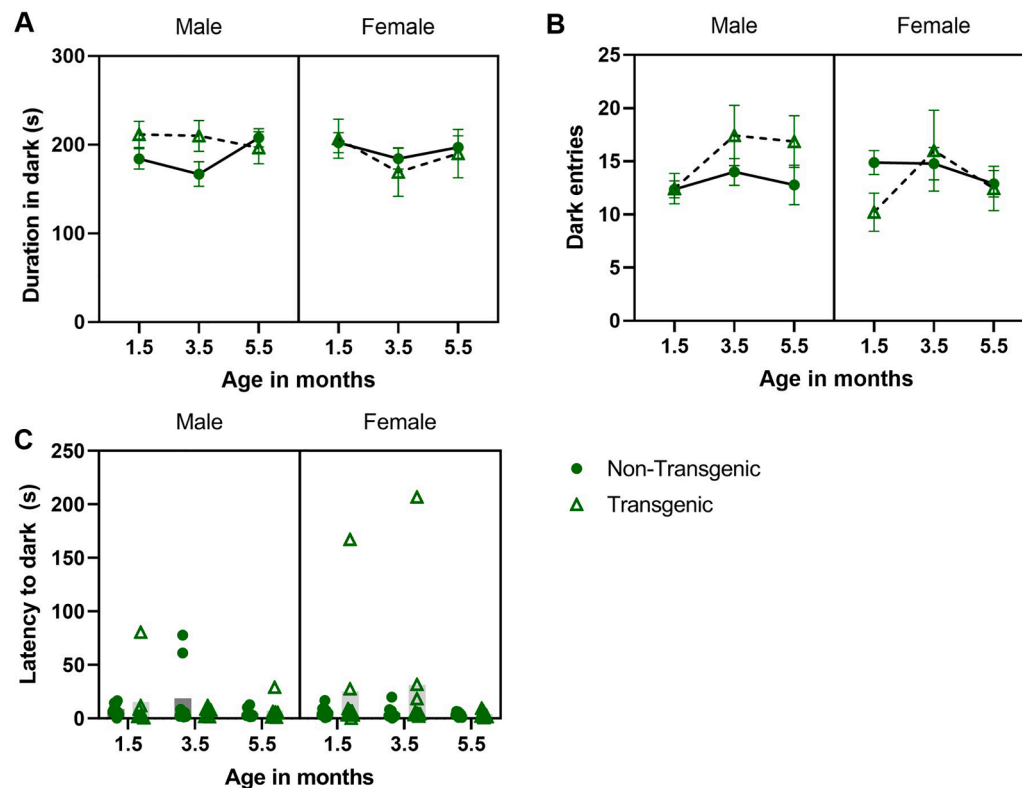 A
Male Female
Duration in dark (s)
300
200
100
0
1.5 3.5 5.5 1.5 3.5 5.5
Age in months
B
Male Female
Dark entries
25
20
15
10
5
0
1.5 3.5 5.5 1.5 3.5 5.5
Age in months
C
Male Female
Latency to dark (s)
250
200
150
100
50
0
1.5 3.5 5.5 1.5 3.5 5.5
Age in months
Non-Transgenic
Transgenic